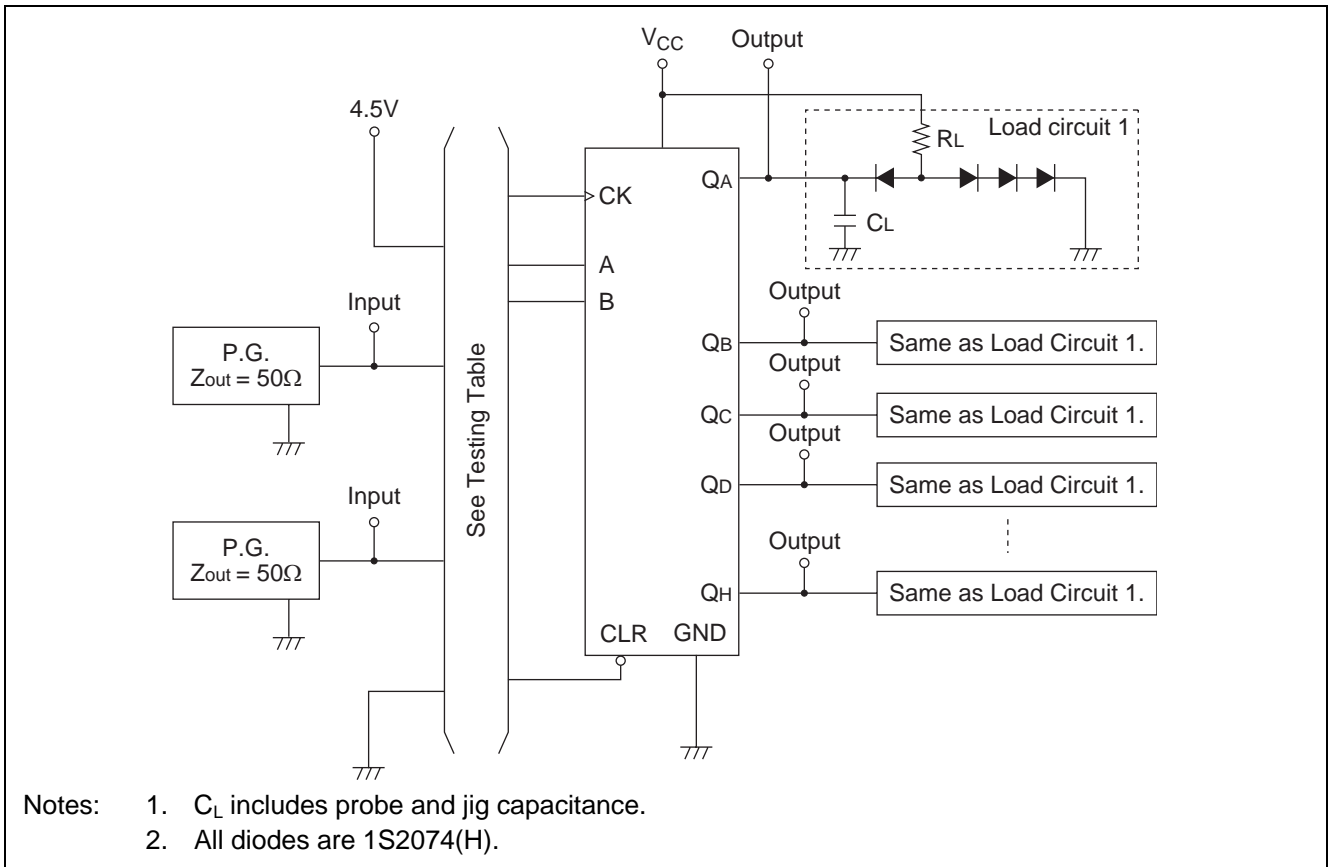 VCC
Output
4.5V
Load circuit 1
RL
QA
CK
CL
A
Input
Output
B
P.G.
Zout = 50Ω
See Testing Table
QB
Same as Load Circuit 1.
Output
QC
Same as Load Circuit 1.
Output
QD
Same as Load Circuit 1.
Input
P.G.
Zout = 50Ω
Output
QH
Same as Load Circuit 1.
CLR
GND
Notes: 1. CL includes probe and jig capacitance.
2. All diodes are 1S2074(H).